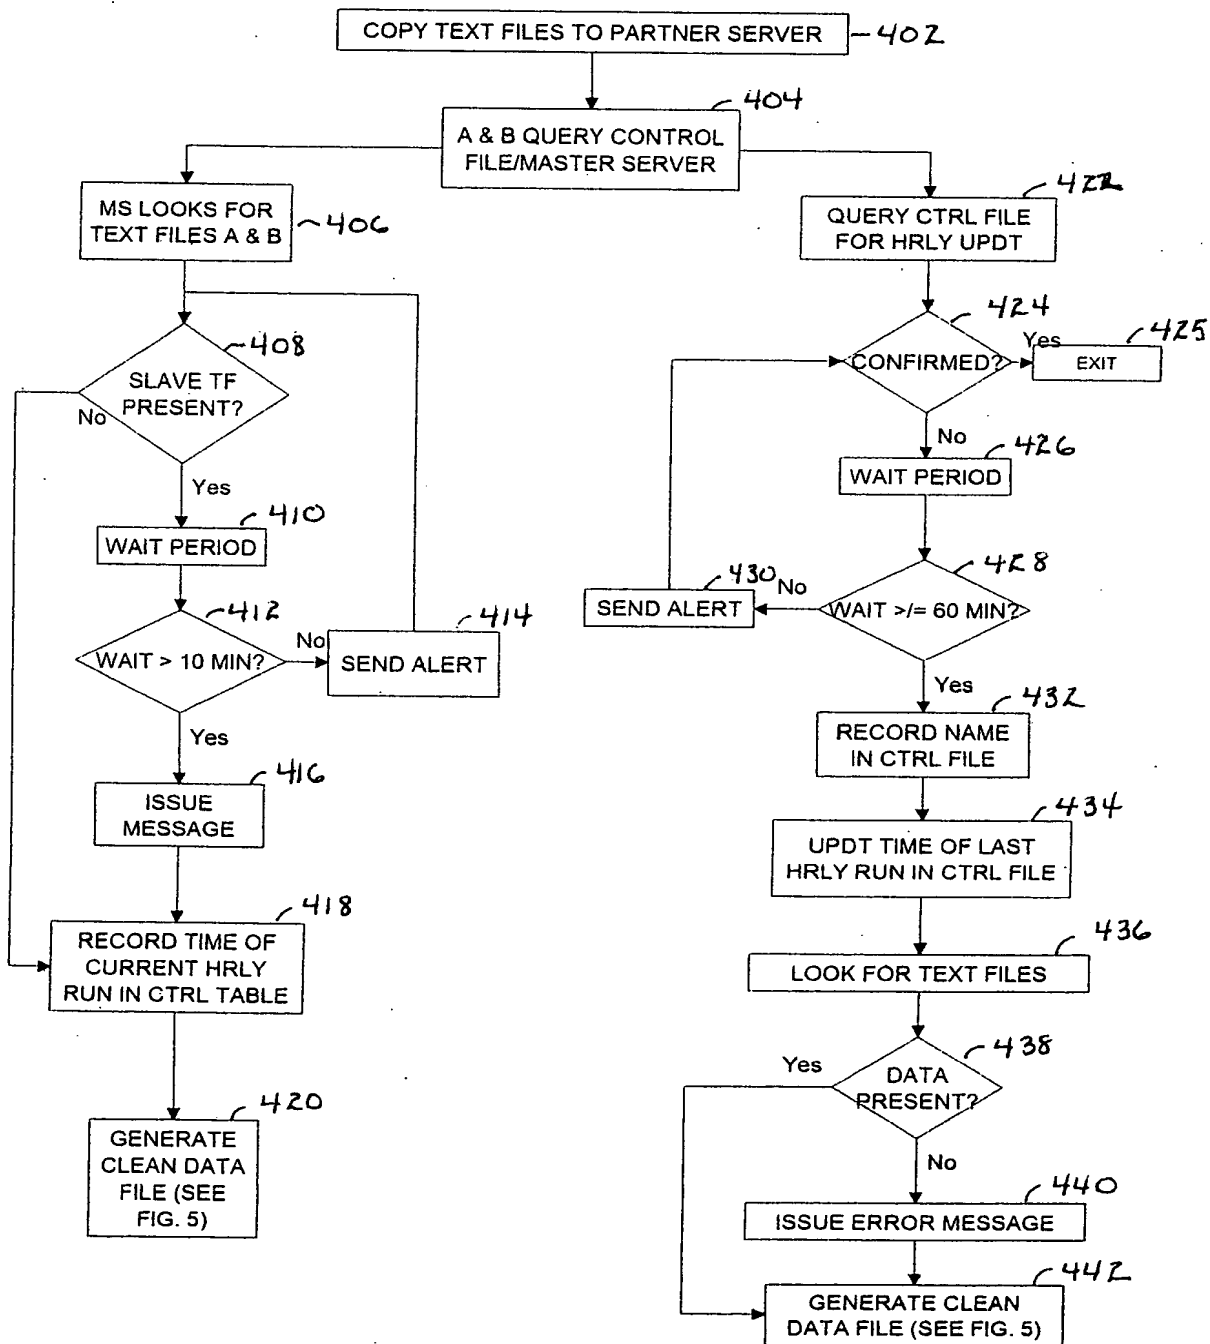 COPY TEXT FILES TO PARTNER SERVER
402
404
A & B QUERY CONTROL
FILE/MASTER SERVER
MS LOOKS FOR
TEXT FILES A & B
406
408
SLAVE TF
PRESENT?
No
Yes
410
WAIT PERIOD
412
WAIT > 10 MIN?
No
414
SEND ALERT
Yes
416
ISSUE
MESSAGE
418
RECORD TIME OF
CURRENT HRLY
RUN IN CTRL TABLE
420
GENERATE
CLEAN DATA
FILE (SEE
FIG. 5)
422
QUERY CTRL FILE
FOR HRLY UPDT
424
CONFIRMED?
Yes
425
EXIT
No
426
WAIT PERIOD
428
WAIT >/= 60 MIN?
No
430
SEND ALERT
Yes
432
RECORD NAME
IN CTRL FILE
434
UPDT TIME OF LAST
HRLY RUN IN CTRL FILE
436
LOOK FOR TEXT FILES
438
DATA
PRESENT?
Yes
No
440
ISSUE ERROR MESSAGE
442
GENERATE CLEAN
DATA FILE (SEE FIG. 5)